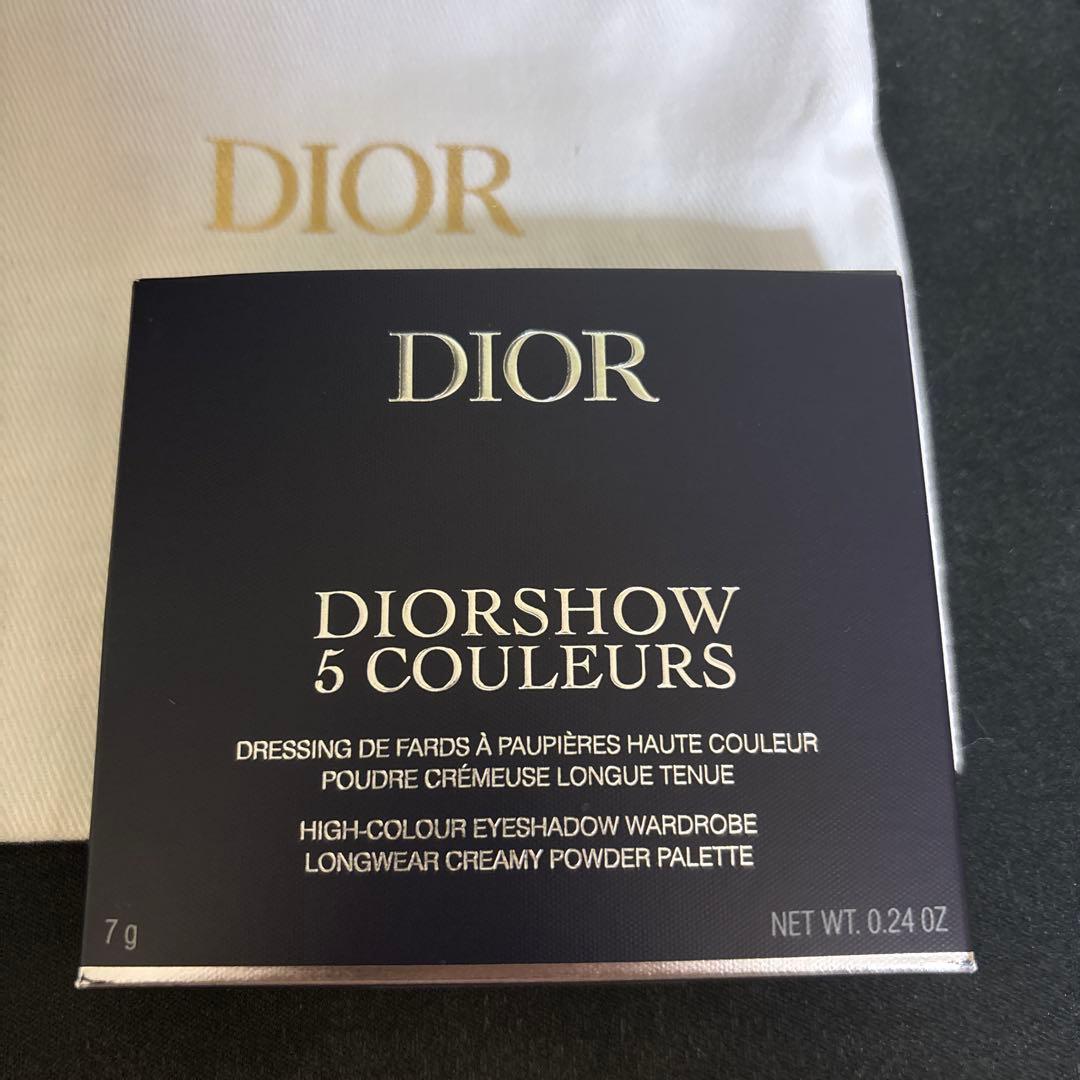 DIOR
DIOR
DIORSHOW
5 COULEURS
DRESSING DE FARDS À PAUPIÈRES HAUTE COULEUR
POUDRE CRÉMEUSE LONGUE TENUE
HIGH-COLOUR EYESHADOW WARDROBE
LONGWEAR CREAMY POWDER PALETTE
7 g
NET WT. 0.24 OZ